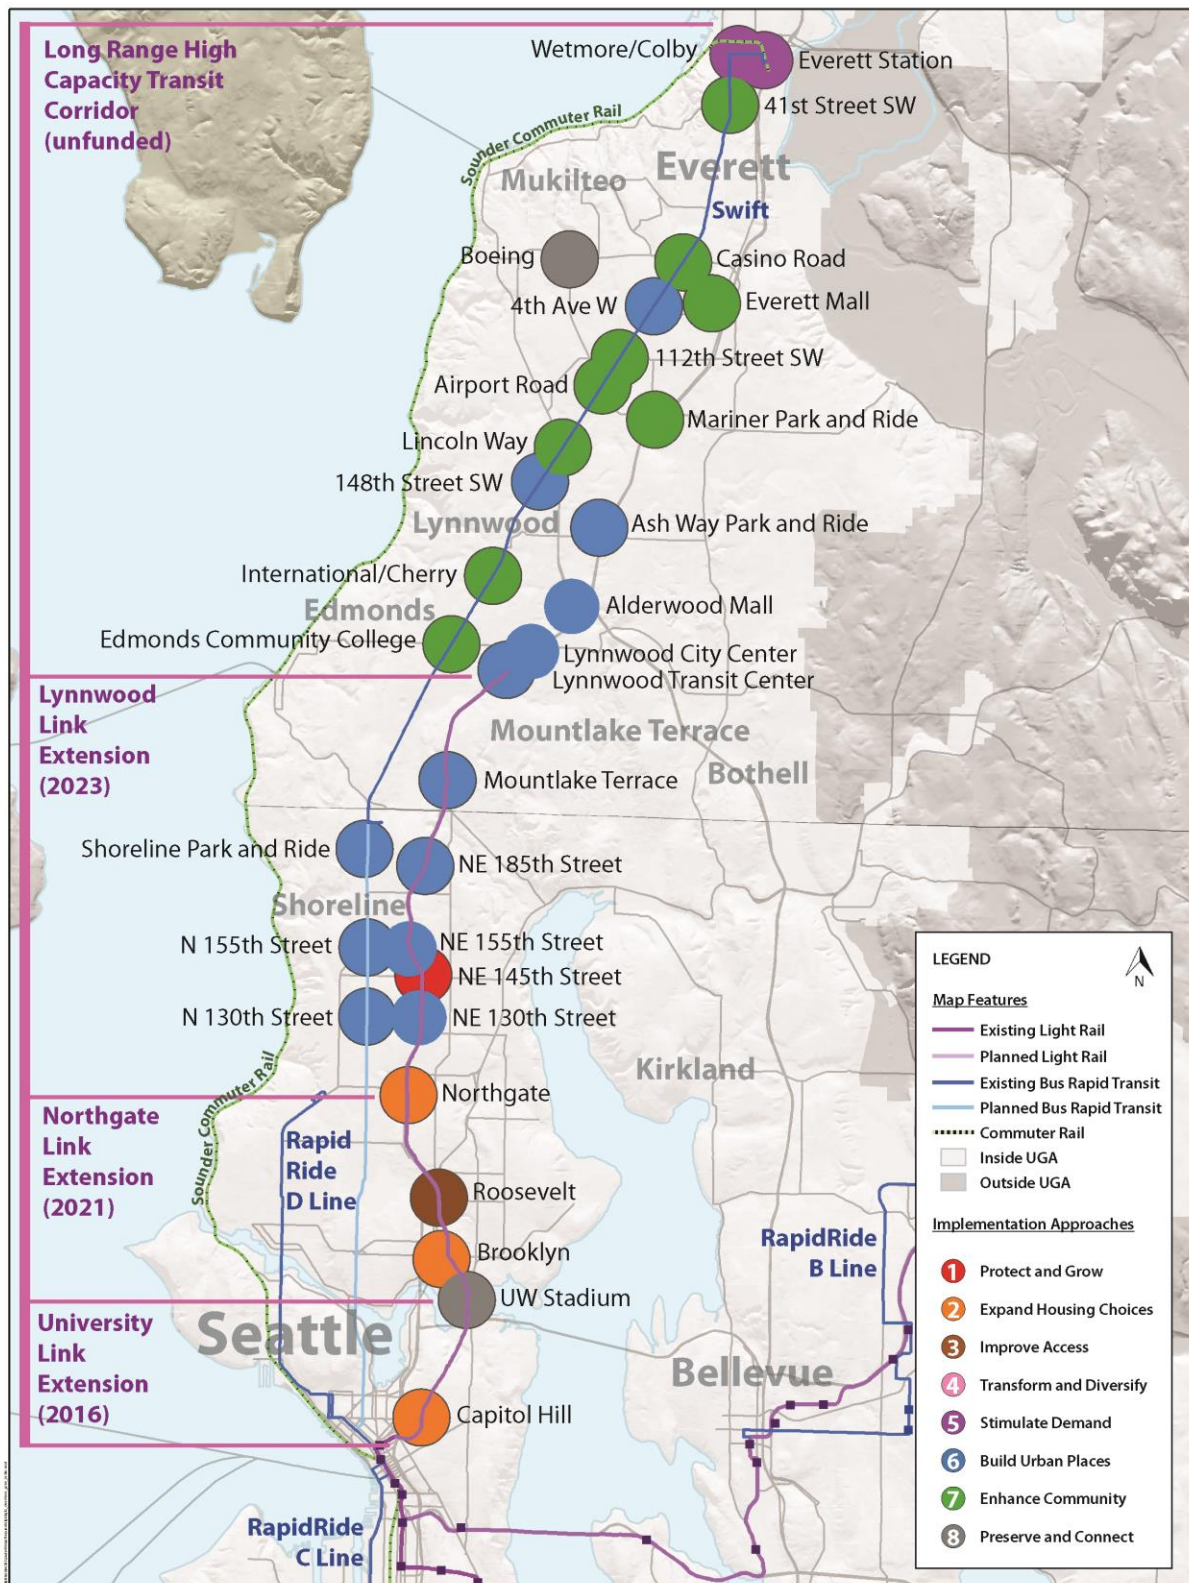 Long Range High
Capacity Transit
Corridor
(unfunded)
Wetmore/Colby
Everett Station
41st Street SW
Sounder Commuter Rail
Mukilteo
Everett
Swift
Boeing
Casino Road
4th Ave W
Everett Mall
112th Street SW
Airport Road
Mariner Park and Ride
Lincoln Way
148th Street SW
Lynnwood
Ash Way Park and Ride
International/Cherry
Edmonds
Alderwood Mall
Edmonds Community College
Lynnwood City Center
Lynnwood Transit Center
Lynnwood
Link
Extension
(2023)
Mountlake Terrace
Bothell
Mountlake Terrace
Shoreline Park and Ride
NE 185th Street
Shoreline
N 155th Street
NE 155th Street
NE 145th Street
N 130th Street
NE 130th Street
Kirkland
Sounder Commuter Rail
Northgate
Northgate
Link
Extension
(2021)
Rapid
Ride
D Line
Roosevelt
Brooklyn
UW Stadium
RapidRide
B Line
University
Link
Extension
(2016)
Seattle
Bellevue
Capitol Hill
RapidRide
C Line
LEGEND
N
Map Features
Existing Light Rail
Planned Light Rail
Existing Bus Rapid Transit
Planned Bus Rapid Transit
Commuter Rail
Inside UGA
Outside UGA
Implementation Approaches
1 Protect and Grow
2 Expand Housing Choices
3 Improve Access
4 Transform and Diversify
5 Stimulate Demand
6 Build Urban Places
7 Enhance Community
8 Preserve and Connect